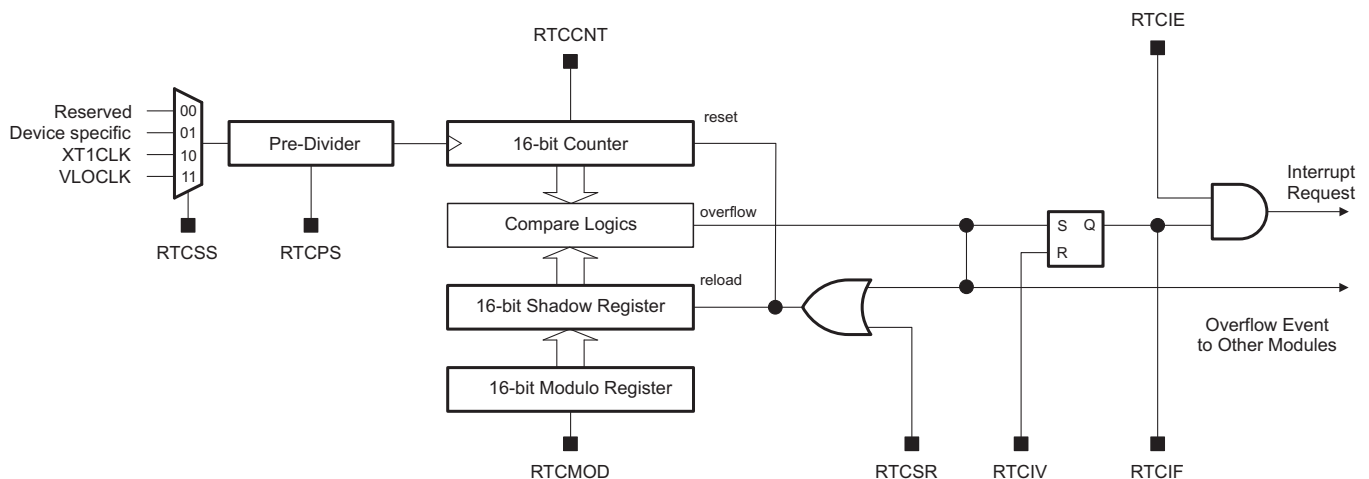 RTCIE
RTCCNT
Reserved
00
Device specific
01
XT1CLK
10
VLOCLK
11
Pre-Divider
16-bit Counter
reset
Interrupt
Request
Compare Logics
overflow
S Q
R
RTCSS
RTCPS
16-bit Shadow Register
reload
Overflow Event
to Other Modules
16-bit Modulo Register
RTCMOD
RTCSR
RTCIV
RTCIF